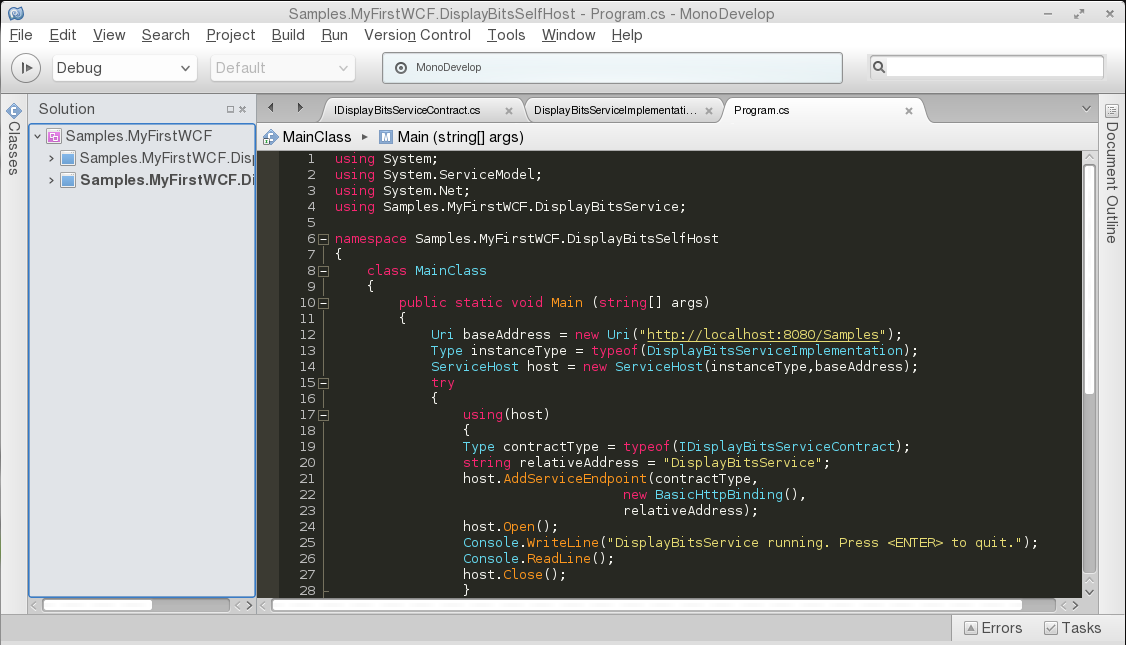 Samples.MyFirstWCF.DisplayBitsSelfHost - Program.cs - MonoDevelop
File Edit View Search Project Build Run Version Control Tools Window Help
Debug Default MonoDevelop
Classes
Solution
Samples.MyFirstWCF
Samples.MyFirstWCF.Disp
Samples.MyFirstWCF.Di
IDisplayBitsServiceContract.cs DisplayBitsServiceImplementati... Program.cs
MainClass Main (string[] args)
1 using System;
2 using System.ServiceModel;
3 using System.Net;
4 using Samples.MyFirstWCF.DisplayBitsService;
5
6 namespace Samples.MyFirstWCF.DisplayBitsSelfHost
7 {
8 class MainClass
9 {
10 public static void Main (string[] args)
11 {
12 Uri baseAddress = new Uri("http://localhost:8080/Samples");
13 Type instanceType = typeof(DisplayBitsServiceImplementation);
14 ServiceHost host = new ServiceHost(instanceType,baseAddress);
15 try
16 {
17 using(host)
18 {
19 Type contractType = typeof(IDisplayBitsServiceContract);
20 string relativeAddress = "DisplayBitsService";
21 host.AddServiceEndpoint(contractType,
22 new BasicHttpBinding(),
23 relativeAddress);
24 host.Open();
25 Console.WriteLine("DisplayBitsService running. Press <ENTER> to quit.");
26 Console.ReadLine();
27 host.Close();
28 }
Document Outline
Errors Tasks